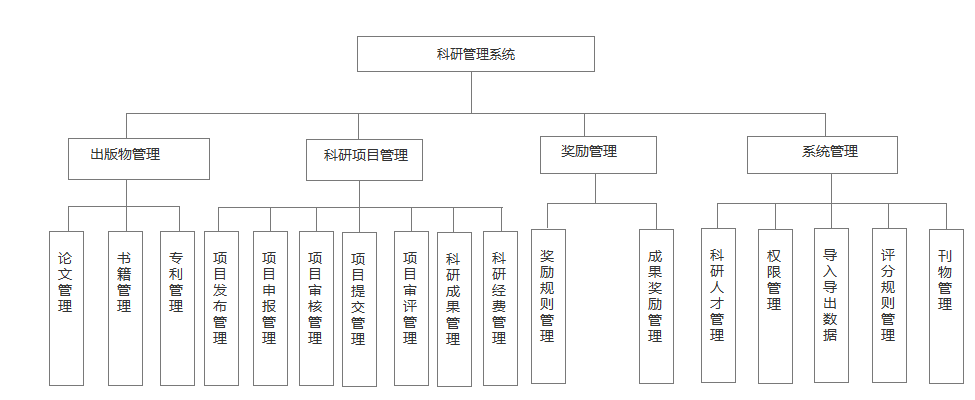 科研管理系统
出版物管理
科研项目管理
奖励管理
系统管理
论文管理
书籍管理
专利管理
项目发布管理
项目申报管理
项目审核管理
项目提交管理
项目审评管理
科研成果管理
科研经费管理
奖励规则管理
成果奖励管理
科研人才管理
权限管理
导入导出数据
评分规则管理
刊物管理